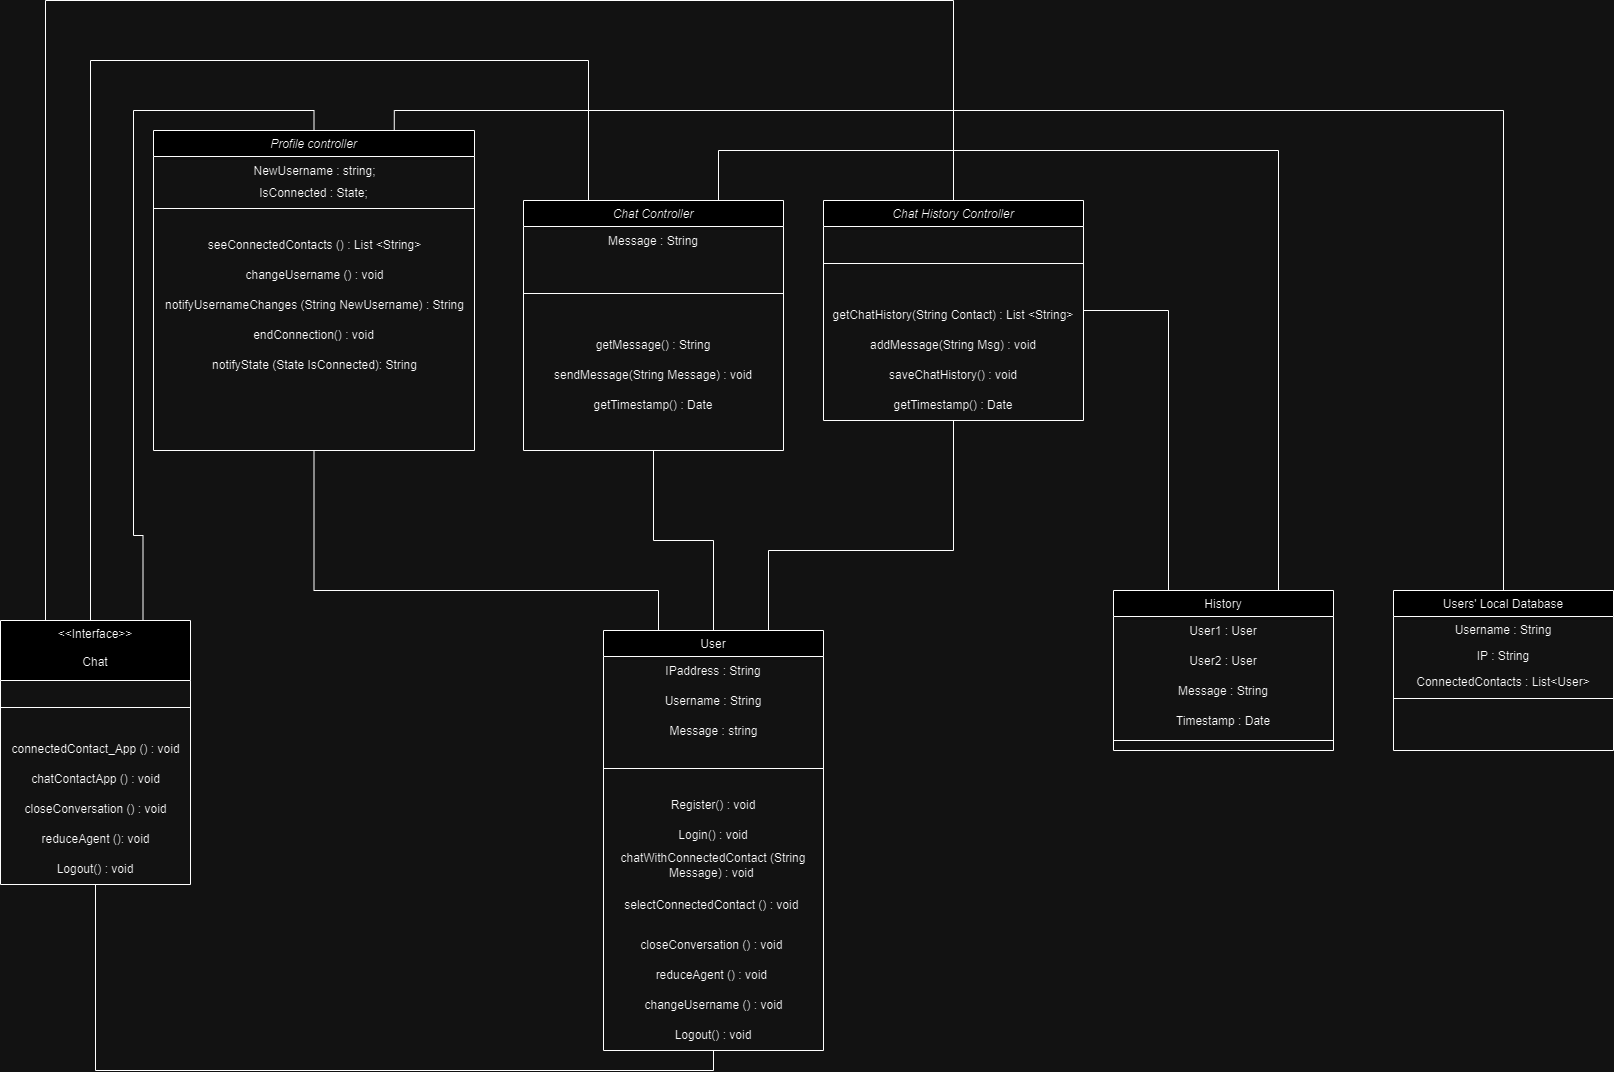 Profile controller
NewUsername : string;
IsConnected : State;
seeConnectedContacts () : List <String>
changeUsername () : void
notifyUsernameChanges (String NewUsername) : String
endConnection() : void
notifyState (State IsConnected): String
Chat Controller
Message : String
getMessage() : String
sendMessage(String Message) : void
getTimestamp() : Date
Chat History Controller
getChatHistory(String Contact) : List <String>
addMessage(String Msg) : void
saveChatHistory() : void
getTimestamp() : Date
<<Interface>>
Chat
connectedContact_App () : void
chatContactApp () : void
closeConversation () : void
reduceAgent (): void
Logout() : void
User
IPaddress : String
Username : String
Message : string
Register() : void
Login() : void
chatWithConnectedContact (String
Message) : void
selectConnectedContact () : void
closeConversation () : void
reduceAgent () : void
changeUsername () : void
Logout() : void
History
User1 : User
User2 : User
Message : String
Timestamp : Date
Users' Local Database
Username : String
IP : String
ConnectedContacts : List<User>